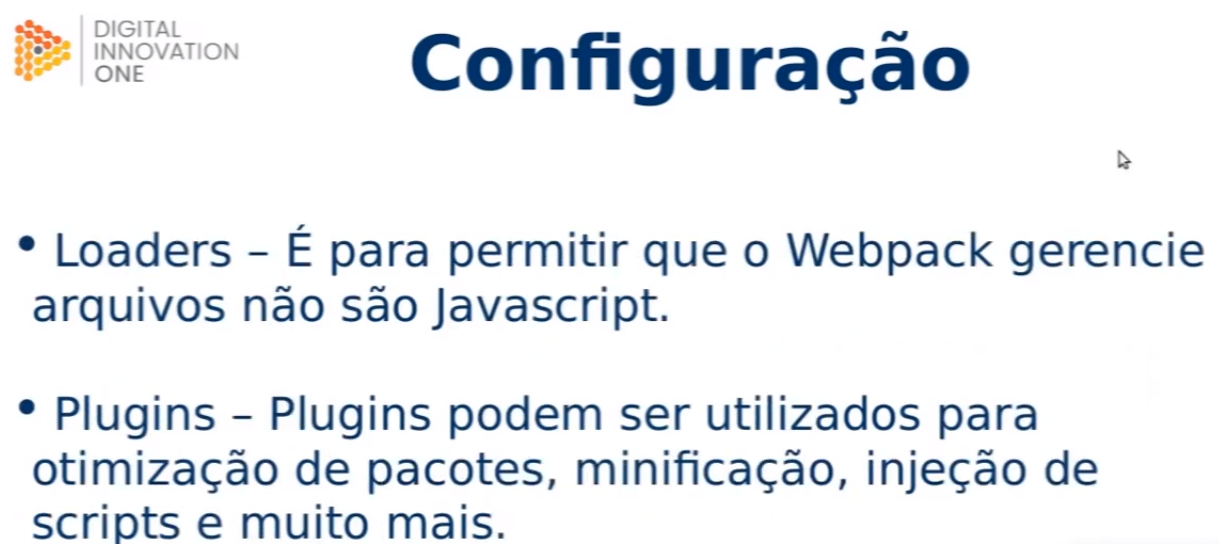 DIGITAL
INNOVATION
ONE
Configuração
• Loaders – É para permitir que o Webpack gerencie
arquivos não são Javascript.
• Plugins – Plugins podem ser utilizados para
otimização de pacotes, minificação, injeção de
scripts e muito mais.